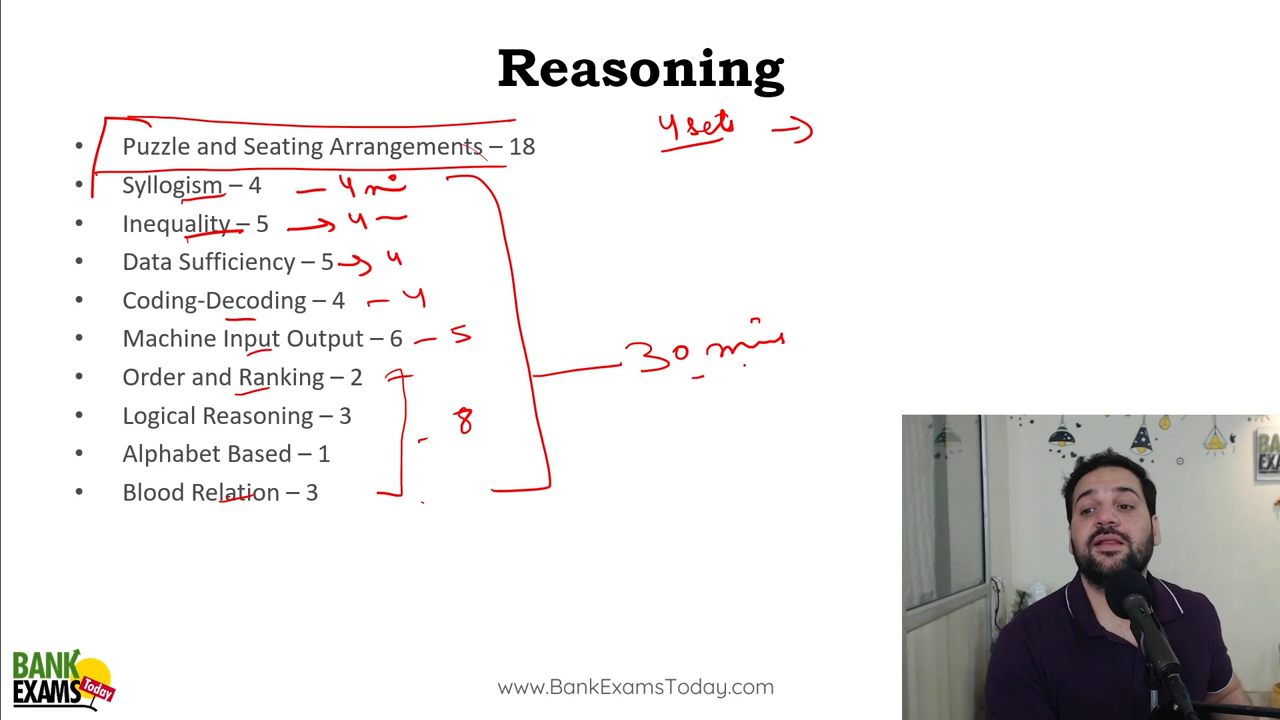 Reasoning
4 sets →
• Puzzle and Seating Arrangements – 18
• Syllogism – 4 – 4 min
• Inequality – 5 → 4 –
• Data Sufficiency – 5 → 4
• Coding-Decoding – 4 – 4
• Machine Input Output – 6 – 5
30 mins
• Order and Ranking – 2
• Logical Reasoning – 3 - 8
• Alphabet Based – 1
• Blood Relation – 3
BANK
EXAMS
Today
www.BankExamsToday.com